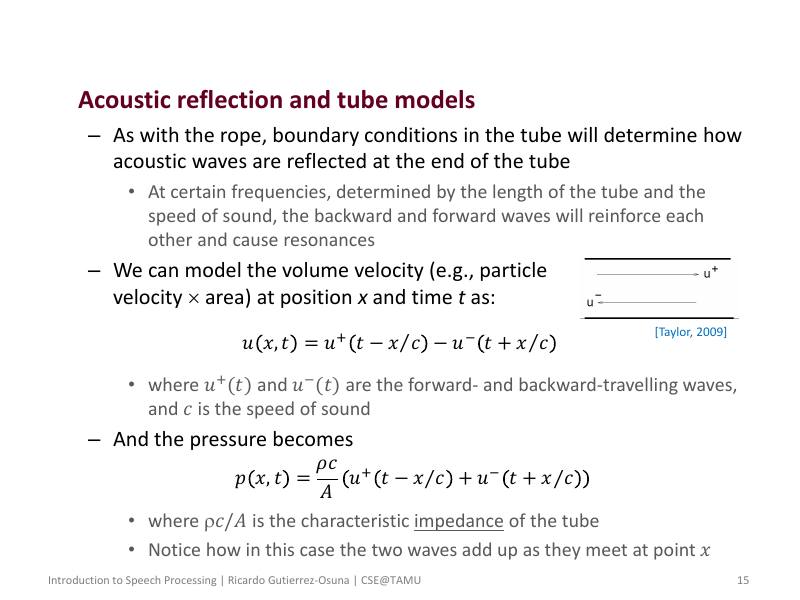 Acoustic reflection and tube models
– As with the rope, boundary conditions in the tube will determine how
acoustic waves are reflected at the end of the tube
• At certain frequencies, determined by the length of the tube and the
speed of sound, the backward and forward waves will reinforce each
other and cause resonances
– We can model the volume velocity (e.g., particle
velocity × area) at position x and time t as:
u⁺
u⁻
[Taylor, 2009]
u(x, t) = u⁺(t − x/c) − u⁻(t + x/c)
• where u⁺(t) and u⁻(t) are the forward- and backward-travelling waves,
and c is the speed of sound
– And the pressure becomes
p(x, t) = ρc/A (u⁺(t − x/c) + u⁻(t + x/c))
• where ρc/A is the characteristic impedance of the tube
• Notice how in this case the two waves add up as they meet at point x
Introduction to Speech Processing | Ricardo Gutierrez-Osuna | CSE@TAMU
15